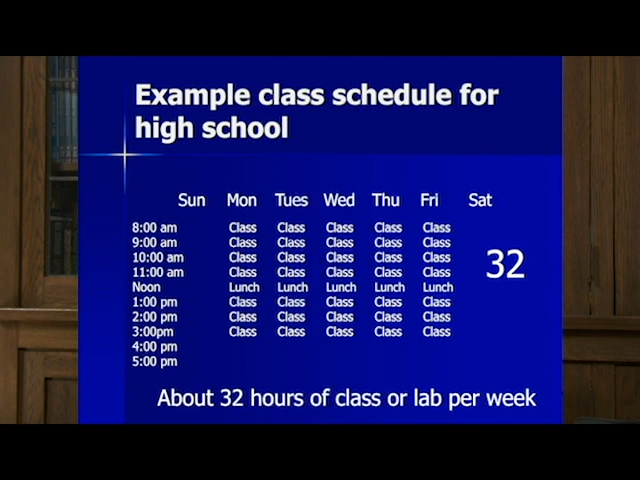 Example class schedule for
high school
Sun Mon Tues Wed Thu Fri Sat
8:00 am Class Class Class Class Class
9:00 am Class Class Class Class Class
10:00 am Class Class Class Class Class
11:00 am Class Class Class Class Class
Noon Lunch Lunch Lunch Lunch Lunch
1:00 pm Class Class Class Class Class
2:00 pm Class Class Class Class Class
3:00pm Class Class Class Class Class
4:00 pm
5:00 pm
32
About 32 hours of class or lab per week